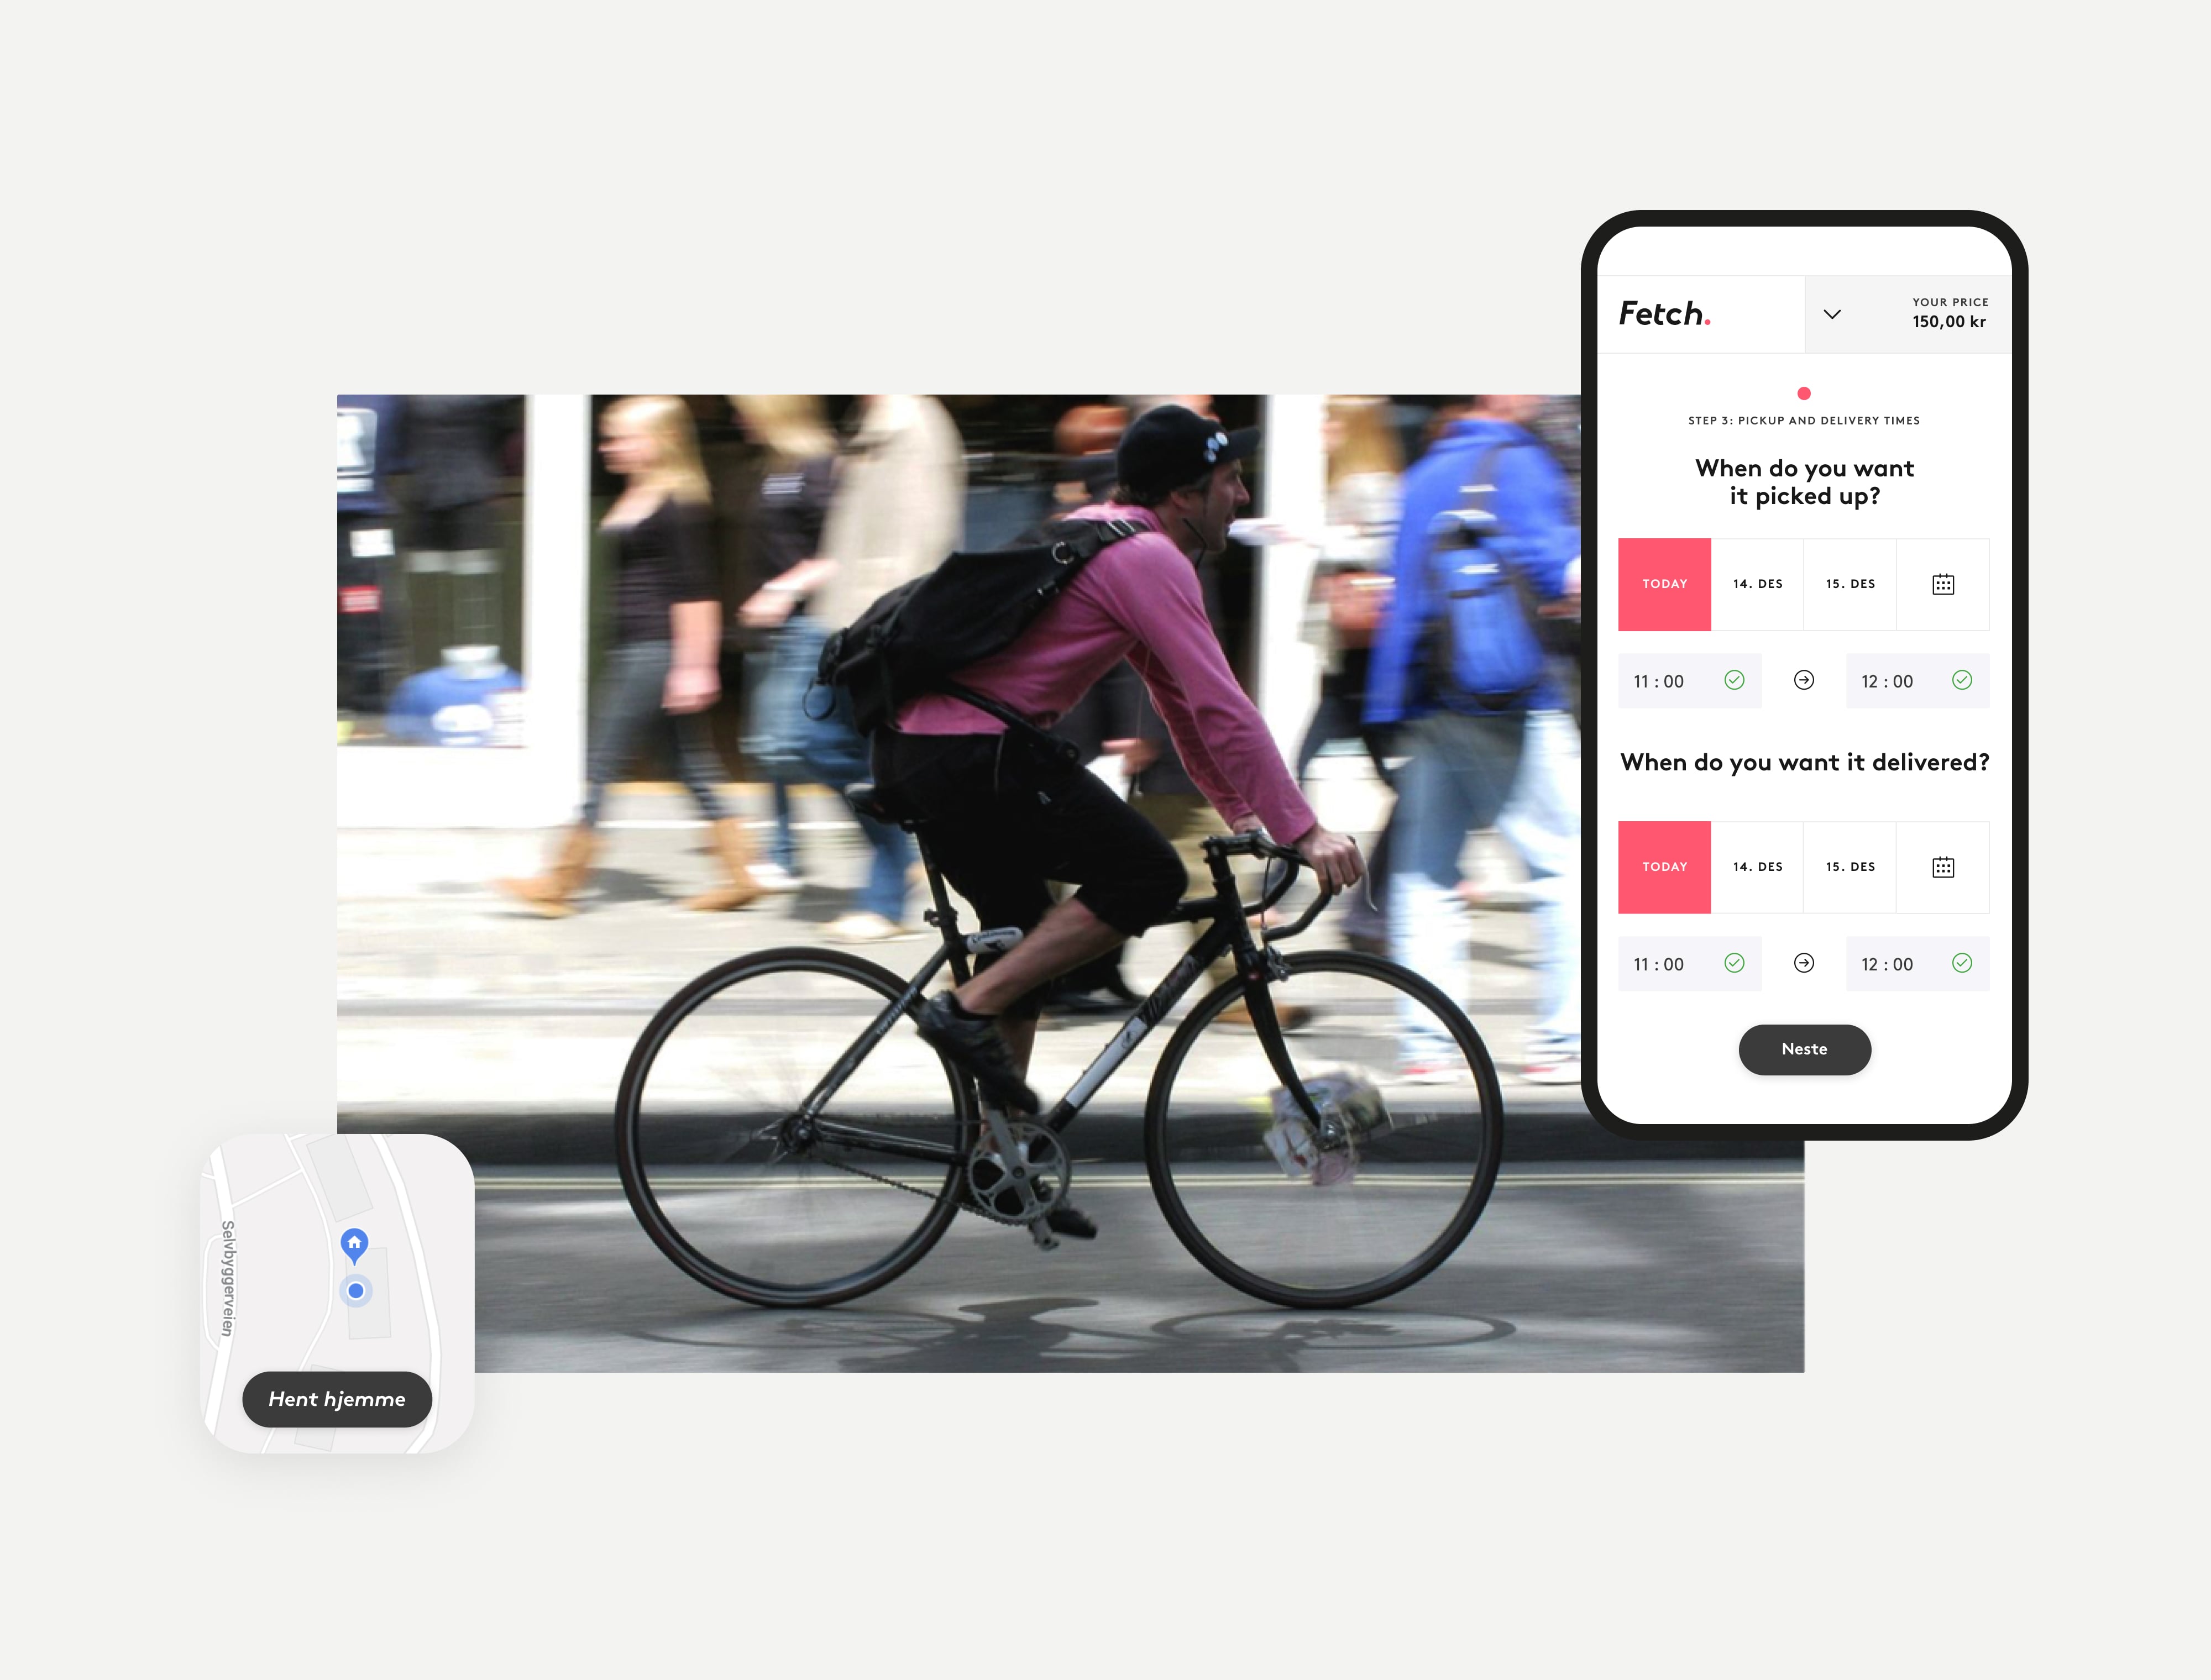 Fetch.
YOUR PRICE
150,00 kr
STEP 3: PICKUP AND DELIVERY TIMES
When do you want
it picked up?
TODAY 14. DES 15. DES
11 : 00 12 : 00
When do you want it delivered?
TODAY 14. DES 15. DES
11 : 00 12 : 00
Neste
Selvbyggerveien
Hent hjemme